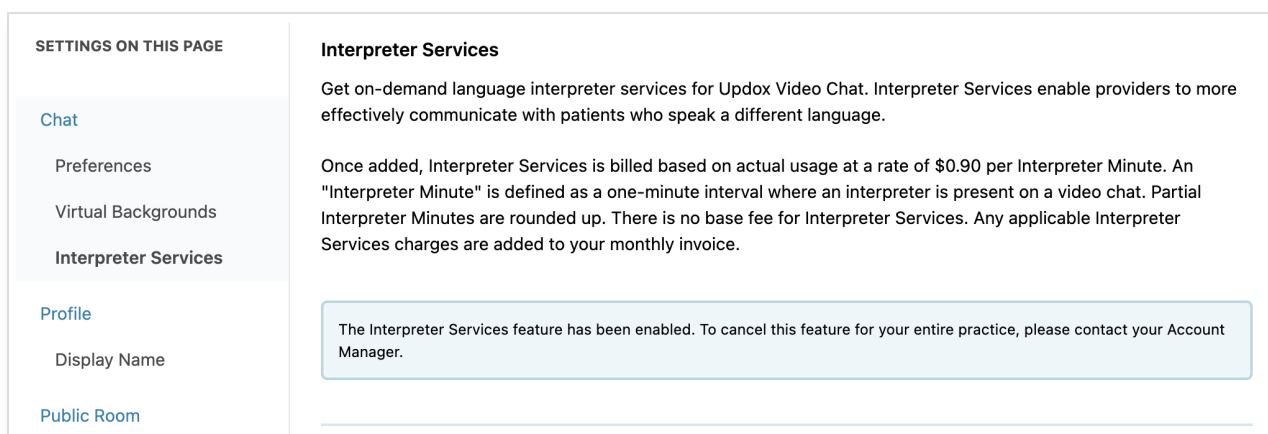 SETTINGS ON THIS PAGE
Chat
Preferences
Virtual Backgrounds
Interpreter Services
Profile
Display Name
Public Room
Interpreter Services
Get on-demand language interpreter services for Updox Video Chat. Interpreter Services enable providers to more
effectively communicate with patients who speak a different language.
Once added, Interpreter Services is billed based on actual usage at a rate of $0.90 per Interpreter Minute. An
"Interpreter Minute" is defined as a one-minute interval where an interpreter is present on a video chat. Partial
Interpreter Minutes are rounded up. There is no base fee for Interpreter Services. Any applicable Interpreter
Services charges are added to your monthly invoice.
The Interpreter Services feature has been enabled. To cancel this feature for your entire practice, please contact your Account
Manager.